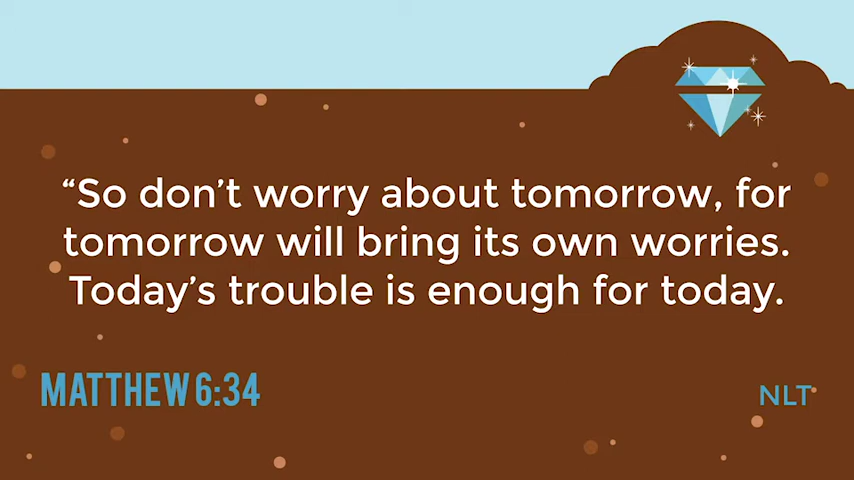 “So don’t worry about tomorrow, for
tomorrow will bring its own worries.
Today’s trouble is enough for today.
MATTHEW 6:34
NLT